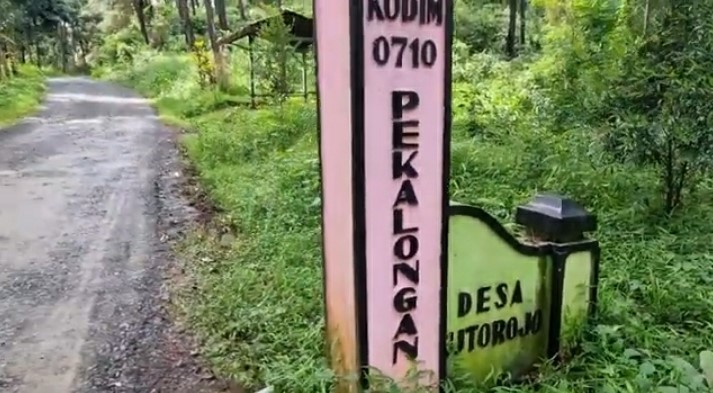 KODIM
0710
PEKALONGAN
DESA